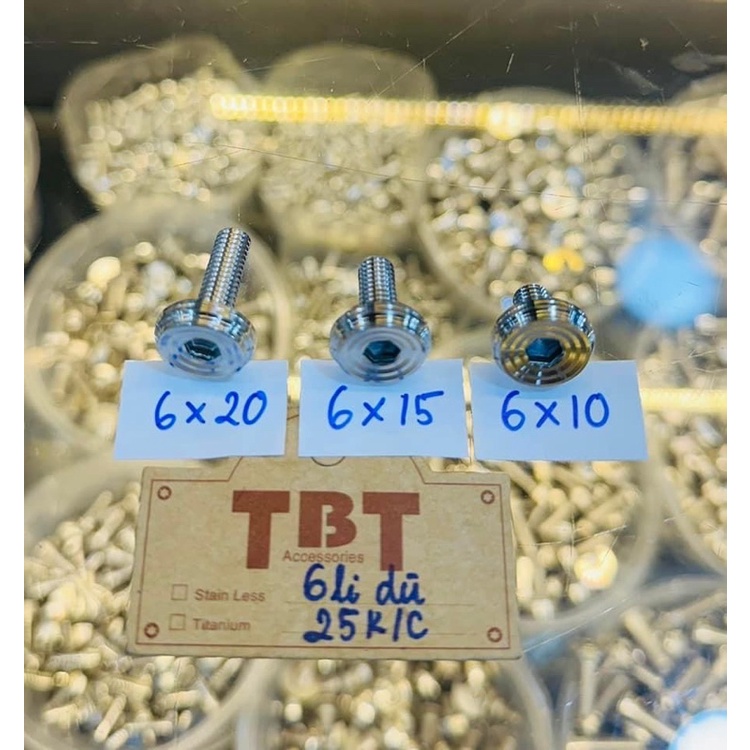 6x20
6x15
6x10
TBT
Accessories
Stain Less
6li dù
Titanium
25K/C